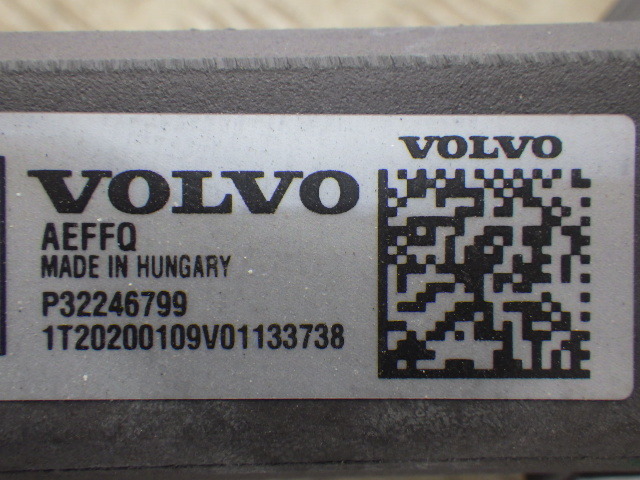 VOLVO
AEFFQ
MADE IN HUNGARY
P32246799
1T20200109V01133738
VOLVO